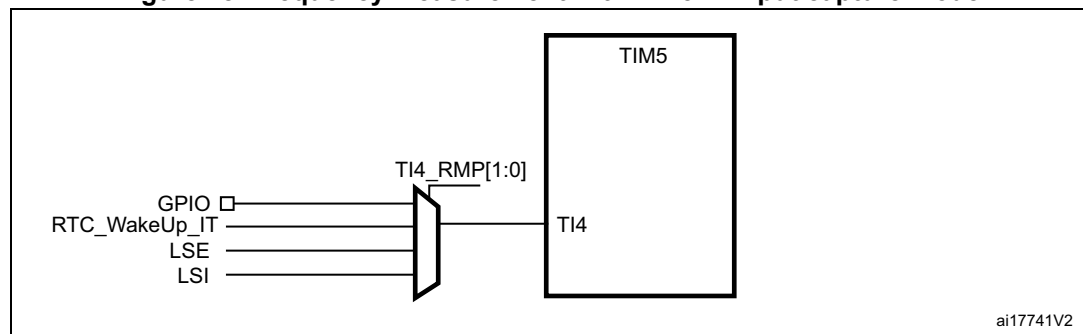 TIM5
TI4_RMP[1:0]
GPIO
RTC_WakeUp_IT
TI4
LSE
LSI
ai17741V2